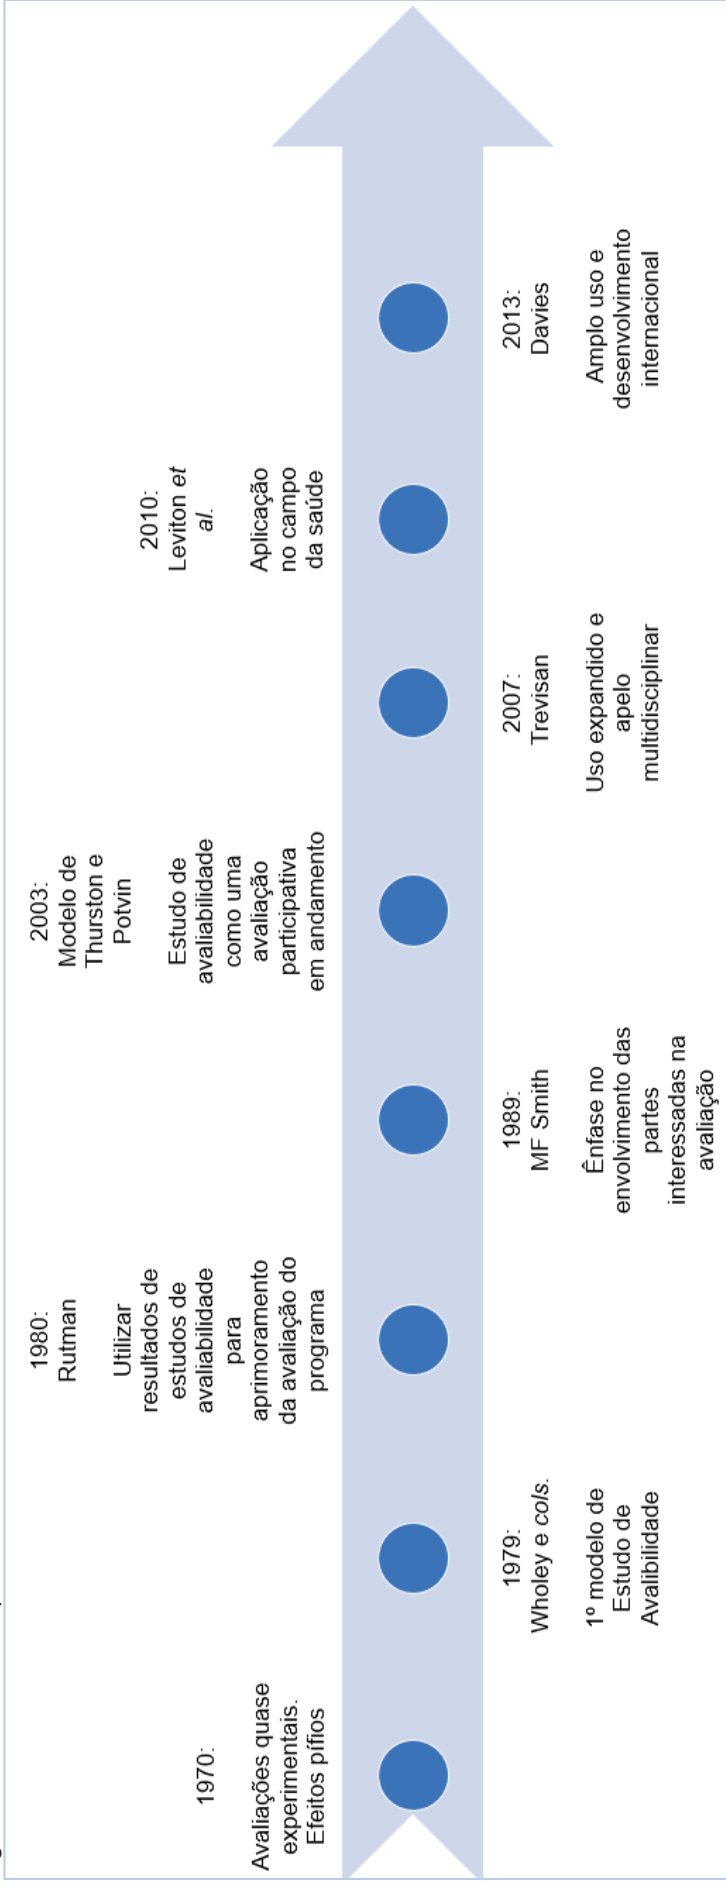 1970:
Avaliações quase
experimentais.
Efeitos pífios
1979:
Wholey e cols.
1º modelo de
Estudo de
Avalibilidade
1980:
Rutman
Utilizar
resultados de
estudos de
avaliabilidade
para
aprimoramento
da avaliação do
programa
1989:
MF Smith
Ênfase no
envolvimento das
partes
interessadas na
avaliação
2003:
Modelo de
Thurston e
Potvin
Estudo de
avaliabilidade
como uma
avaliação
participativa
em andamento
2007:
Trevisan
Uso expandido e
apelo
multidisciplinar
2010:
Leviton et
al.
Aplicação
no campo
da saúde
2013:
Davies
Amplo uso e
desenvolvimento
internacional